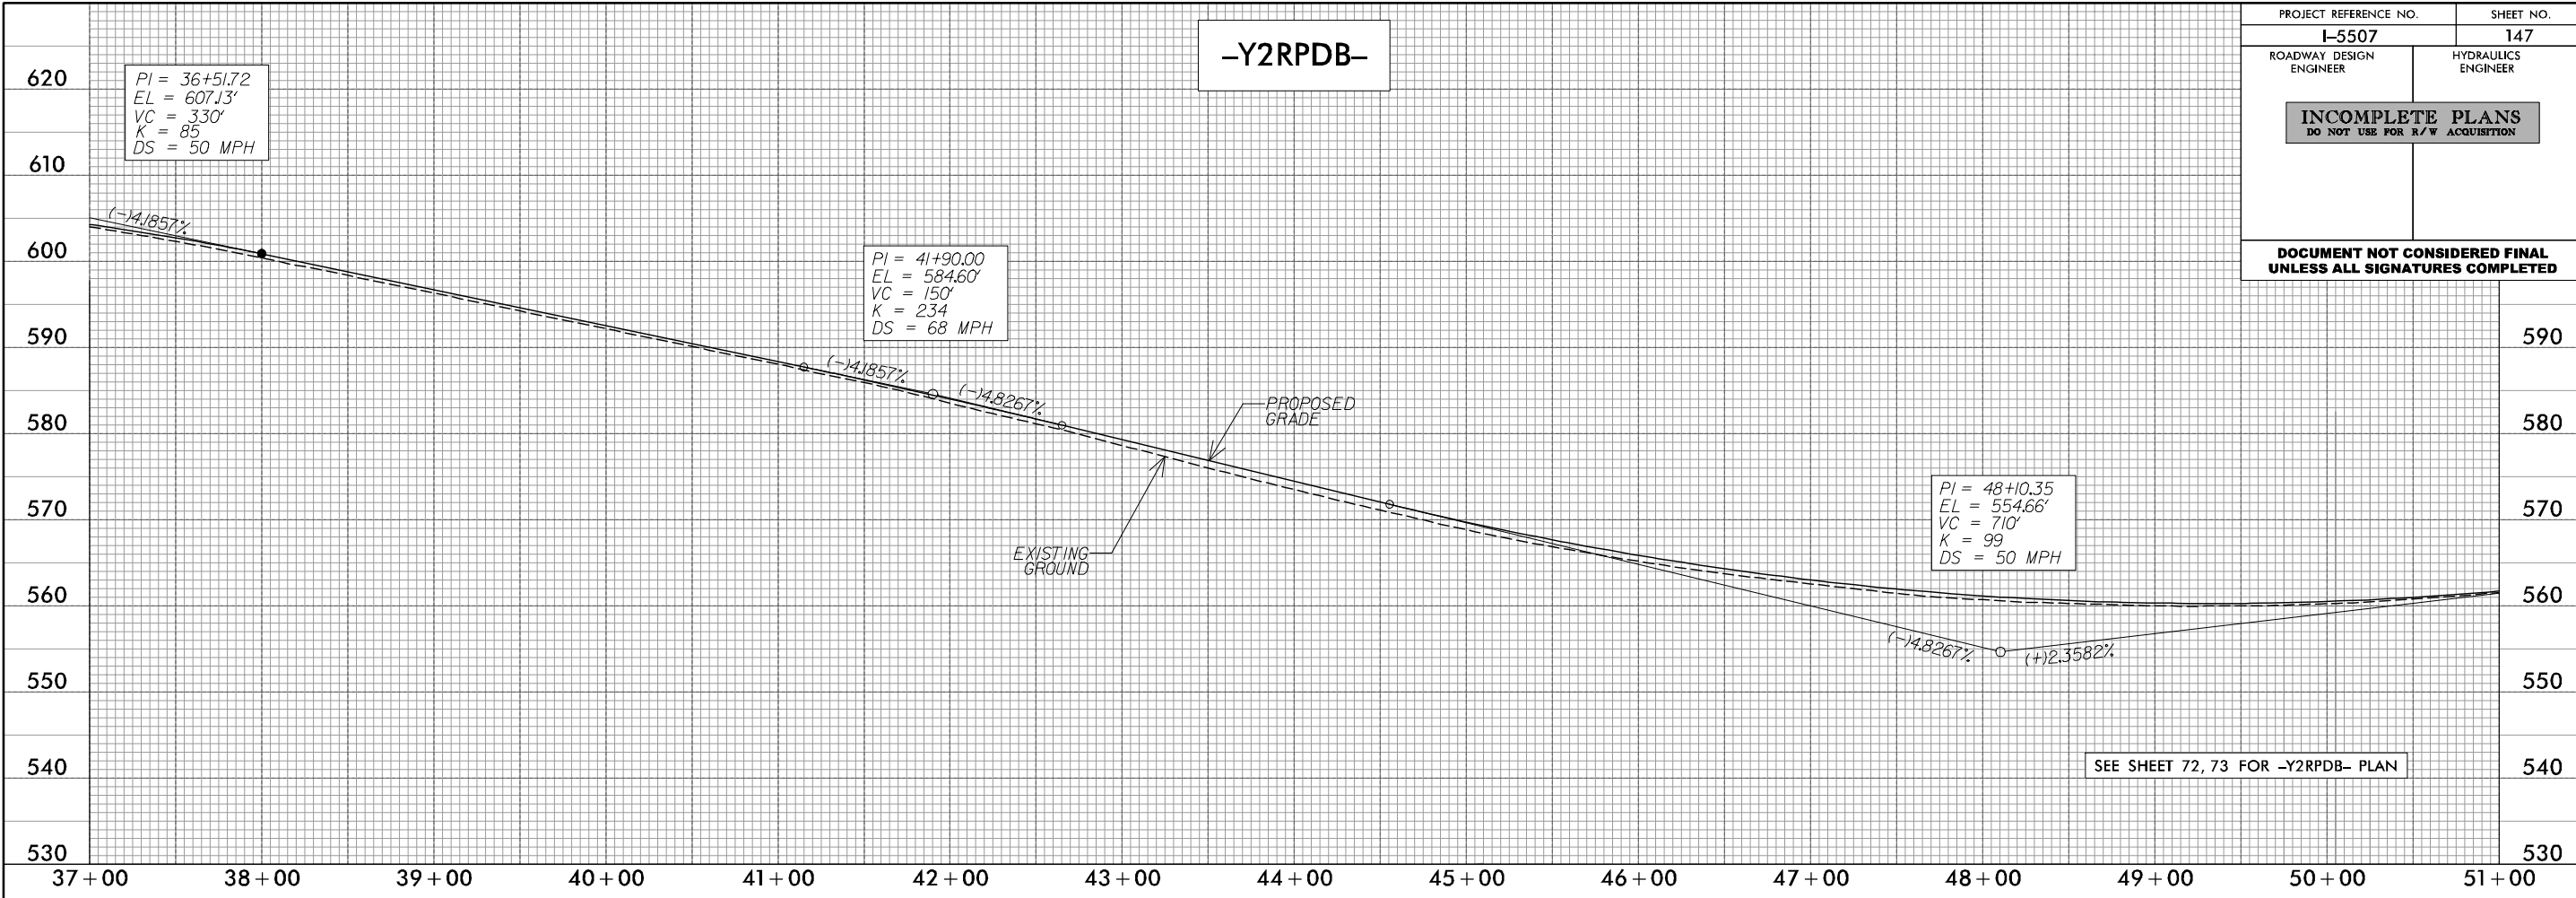 –Y2RPDB–
PROJECT REFERENCE NO.
SHEET NO.
I–5507
147
ROADWAY DESIGN
ENGINEER
HYDRAULICS
ENGINEER
INCOMPLETE PLANS
DO NOT USE FOR R/W ACQUISITION
DOCUMENT NOT CONSIDERED FINAL
UNLESS ALL SIGNATURES COMPLETED
620
610
600
590
580
570
560
550
540
530
PI = 36+51.72
EL = 607.13'
VC = 330'
K = 85
DS = 50 MPH
(-)4.1857%
PI = 41+90.00
EL = 584.60'
VC = 150'
K = 234
DS = 68 MPH
(-)4.1857%
(-)4.8267%
PROPOSED
GRADE
EXISTING
GROUND
PI = 48+10.35
EL = 554.66'
VC = 710'
K = 99
DS = 50 MPH
(-)4.8267%
(+)2.3582%
590
580
570
560
550
540
530
SEE SHEET 72, 73 FOR –Y2RPDB– PLAN
37+00
38+00
39+00
40+00
41+00
42+00
43+00
44+00
45+00
46+00
47+00
48+00
49+00
50+00
51+00